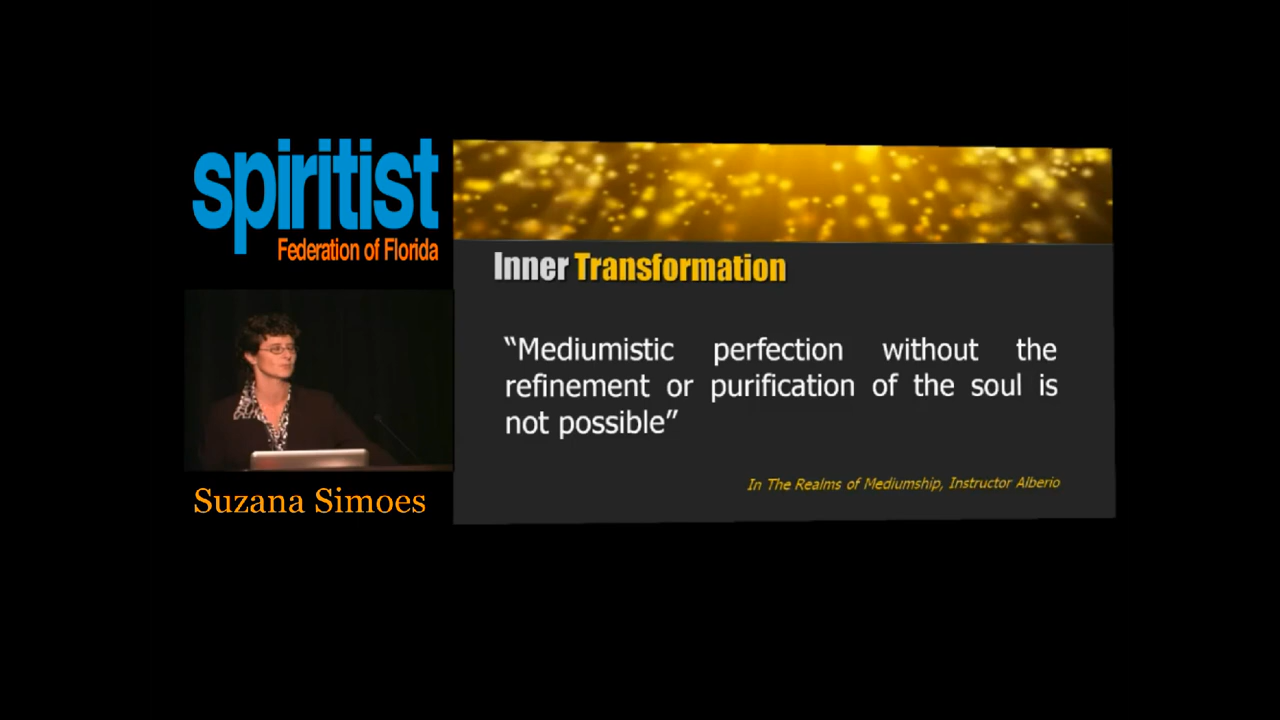 spiritist
Federation of Florida
Suzana Simoes
Inner Transformation
“Mediumistic perfection without the
refinement or purification of the soul is
not possible”
In The Realms of Mediumship, Instructor Alberio